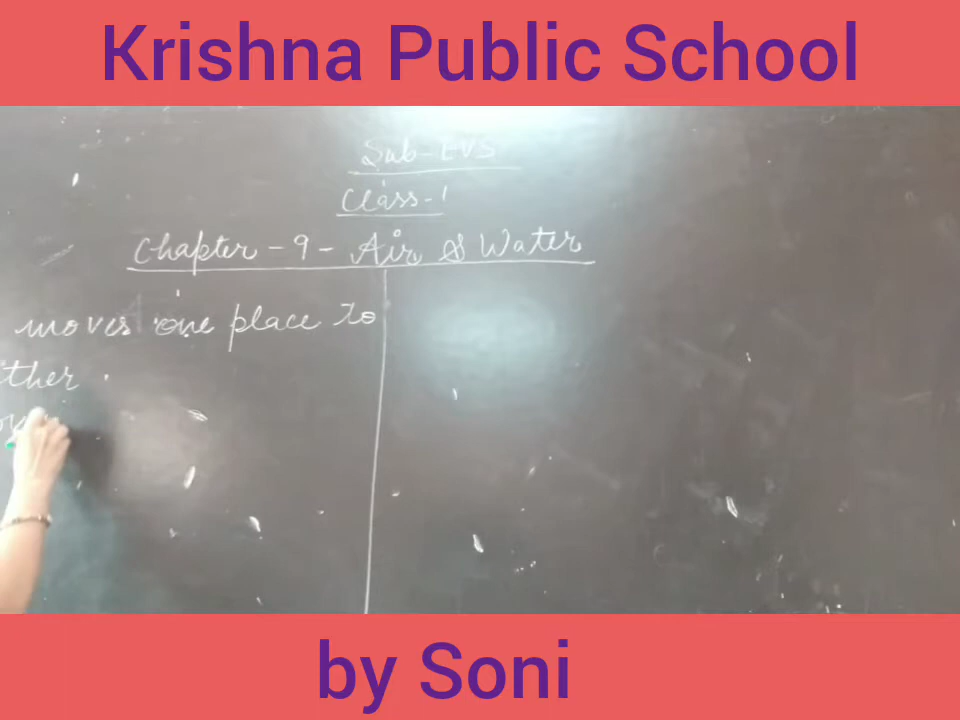 Krishna Public School
Sub-EVS
Class-1
Chapter-9- Air & Water
moves one place to
ther.
by Soni